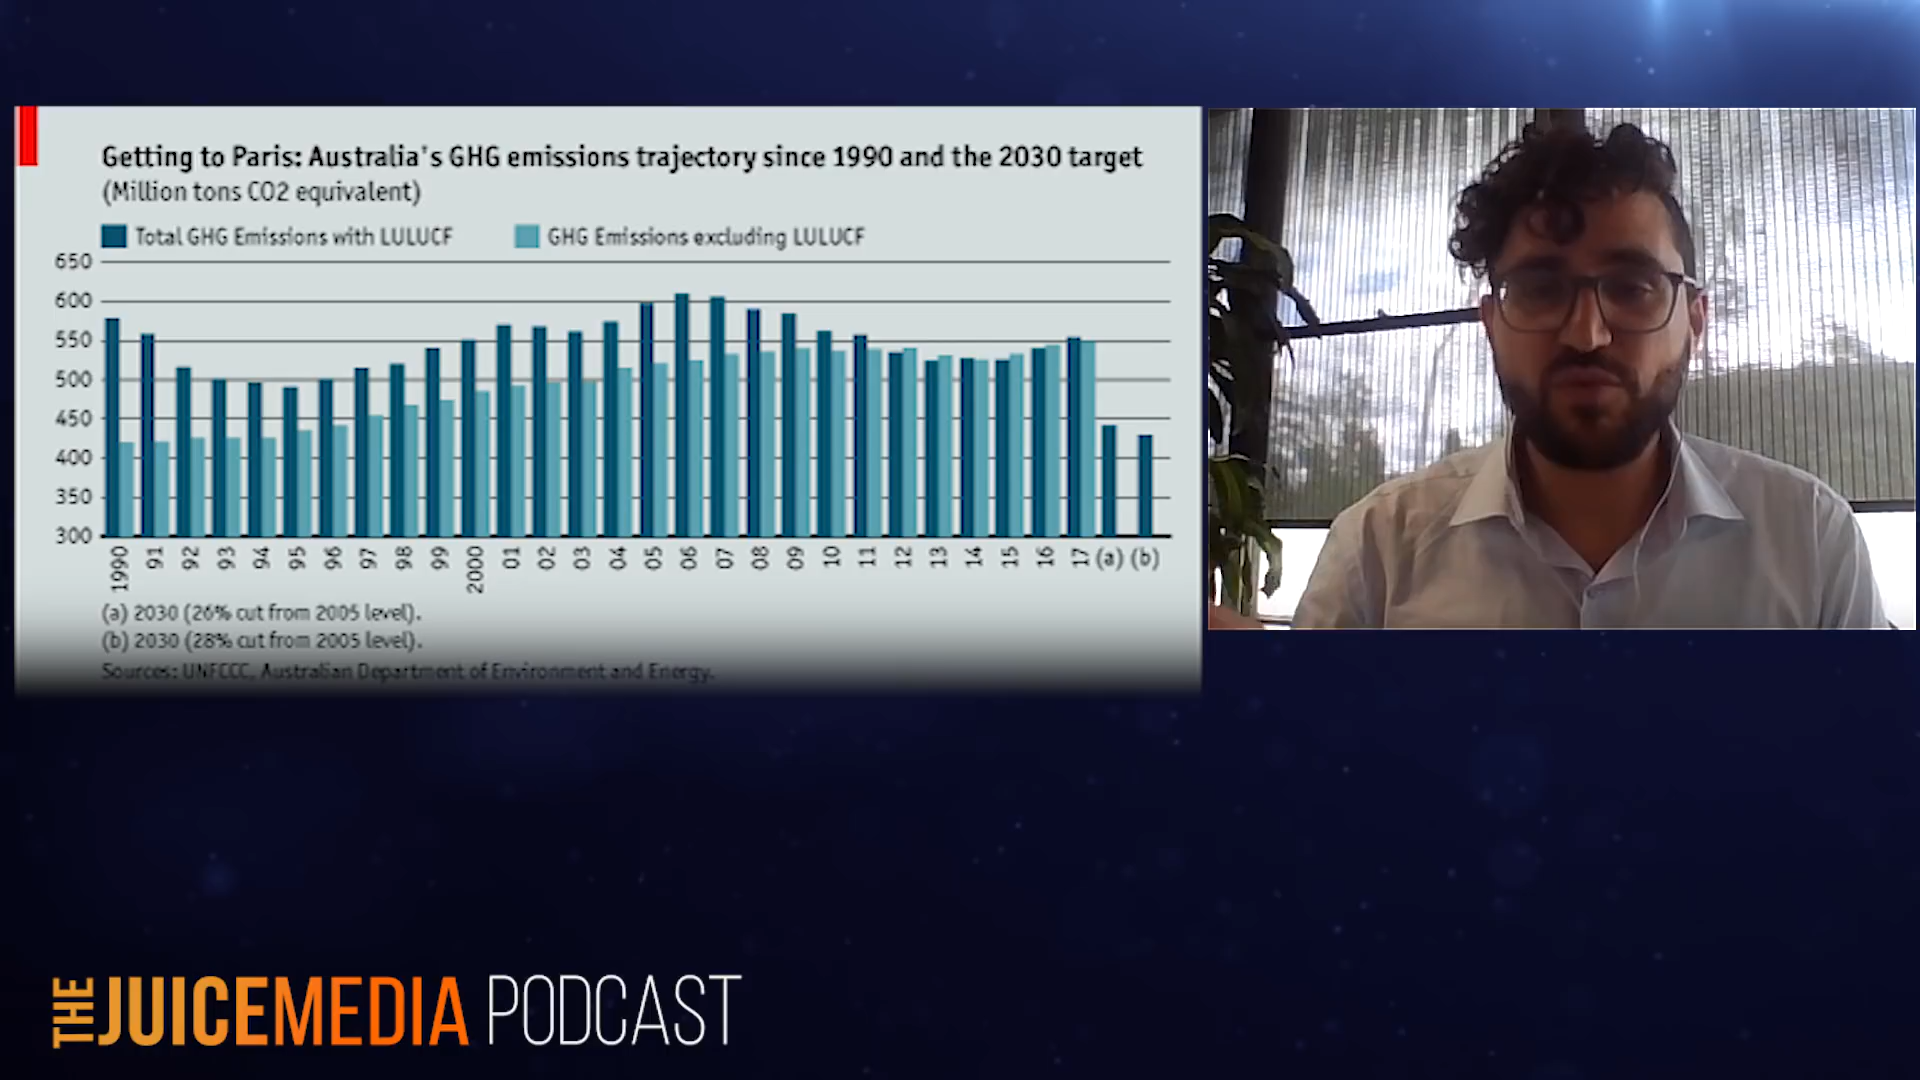 Getting to Paris: Australia's GHG emissions trajectory since 1990 and the 2030 target
(Million tons CO2 equivalent)
Total GHG Emissions with LULUCF GHG Emissions excluding LULUCF
650
600
550
500
450
400
350
300
1990 91 92 93 94 95 96 97 98 99 2000 01 02 03 04 05 06 07 08 09 10 11 12 13 14 15 16 17 (a) (b)
(a) 2030 (26% cut from 2005 level).
(b) 2030 (28% cut from 2005 level).
Sources: UNFCCC, Australian Department of Environment and Energy.
THE JUICEMEDIA PODCAST